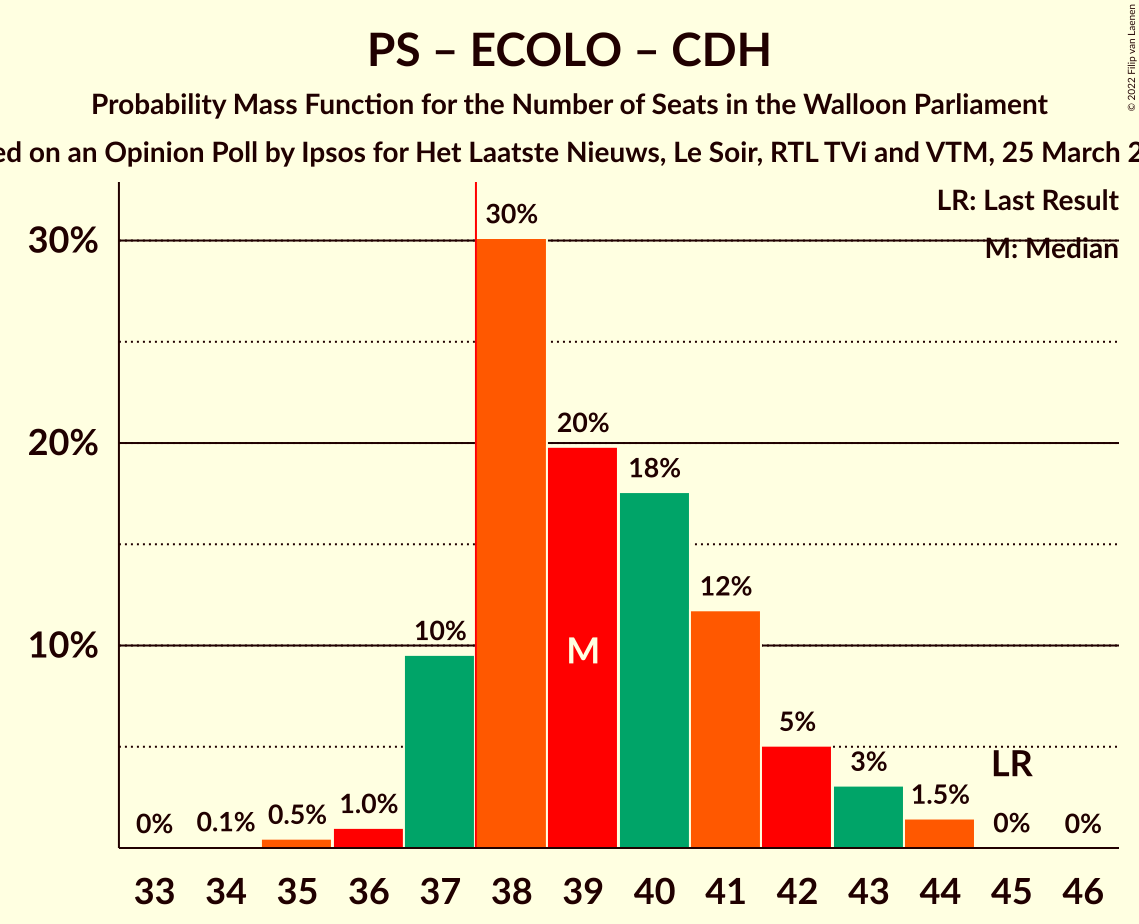 PS – ECOLO – CDH
Probability Mass Function for the Number of Seats in the Walloon Parliament
ed on an Opinion Poll by Ipsos for Het Laatste Nieuws, Le Soir, RTL TVi and VTM, 25 March 2
© 2022 Filip van Laenen
LR: Last Result
M: Median
30%
20%
10%
0%
0.1%
0.5%
1.0%
10%
30%
20%
18%
12%
5%
3%
1.5%
0%
0%
M
LR
33 34 35 36 37 38 39 40 41 42 43 44 45 46